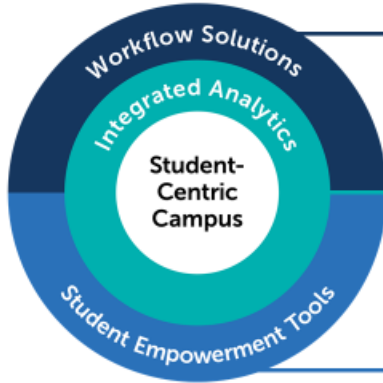 Workflow Solutions
Integrated Analytics
Student-
Centric
Campus
Student Empowerment Tools